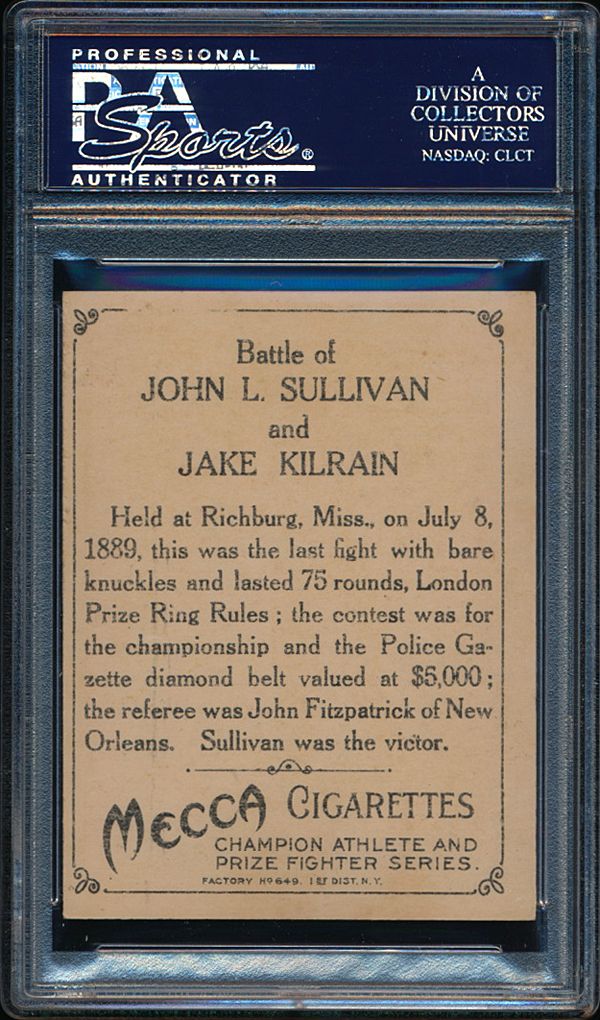 PROFESSIONAL
PSA
Sports®
AUTHENTICATOR
A
DIVISION OF
COLLECTORS
UNIVERSE
NASDAQ: CLCT
Battle of
JOHN L. SULLIVAN
and
JAKE KILRAIN
Held at Richburg, Miss., on July 8,
1889, this was the last fight with bare
knuckles and lasted 75 rounds, London
Prize Ring Rules; the contest was for
the championship and the Police Ga-
zette diamond belt valued at $5,000;
the referee was John Fitzpatrick of New
Orleans. Sullivan was the victor.
MECCA CIGARETTES
CHAMPION ATHLETE AND
PRIZE FIGHTER SERIES.
FACTORY No 649. 1ST DIST. N.Y.